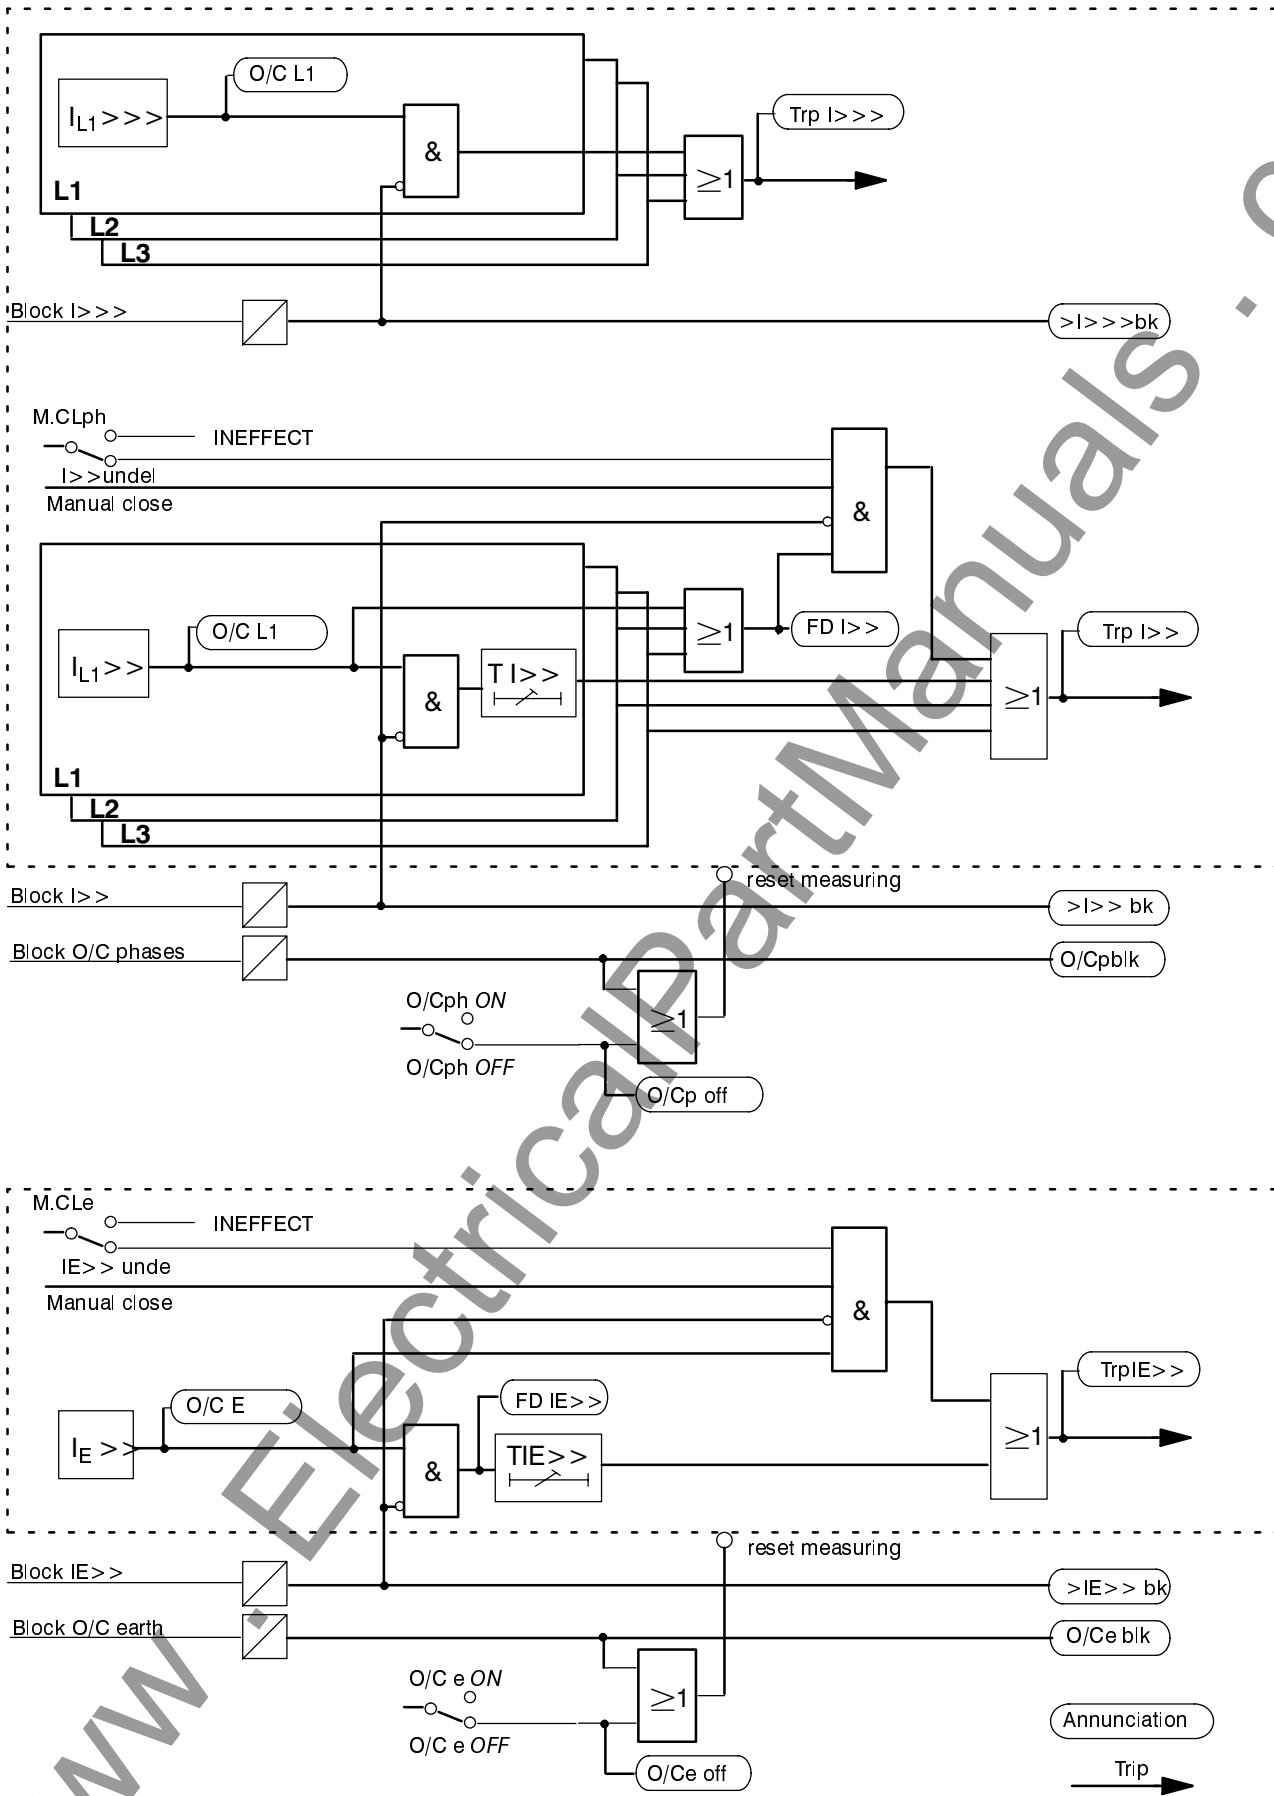 O/C L1
IL1 >>>
&
Trp I>>>
≥1
L1
L2
L3
Block I>>>
>I>>>bk
M.CLph
INEFFECT
I>>undel
Manual close
&
O/C L1
IL1 >>
&
T I>>
≥1
FD I>>
Trp I>>
≥1
L1
L2
L3
reset measuring
Block I>>
>I>> bk
Block O/C phases
O/Cpblk
O/Cph ON
≥1
O/Cph OFF
O/Cp off
M.CLe
INEFFECT
IE>> unde
Manual close
&
TrpIE>>
O/C E
FD IE>>
IE >>
&
TIE>>
≥1
reset measuring
Block IE>>
>IE>> bk
Block O/C earth
O/Ce blk
O/C e ON
≥1
O/C e OFF
O/Ce off
Annunciation
Trip
ww . ElectricalPartManuals . c